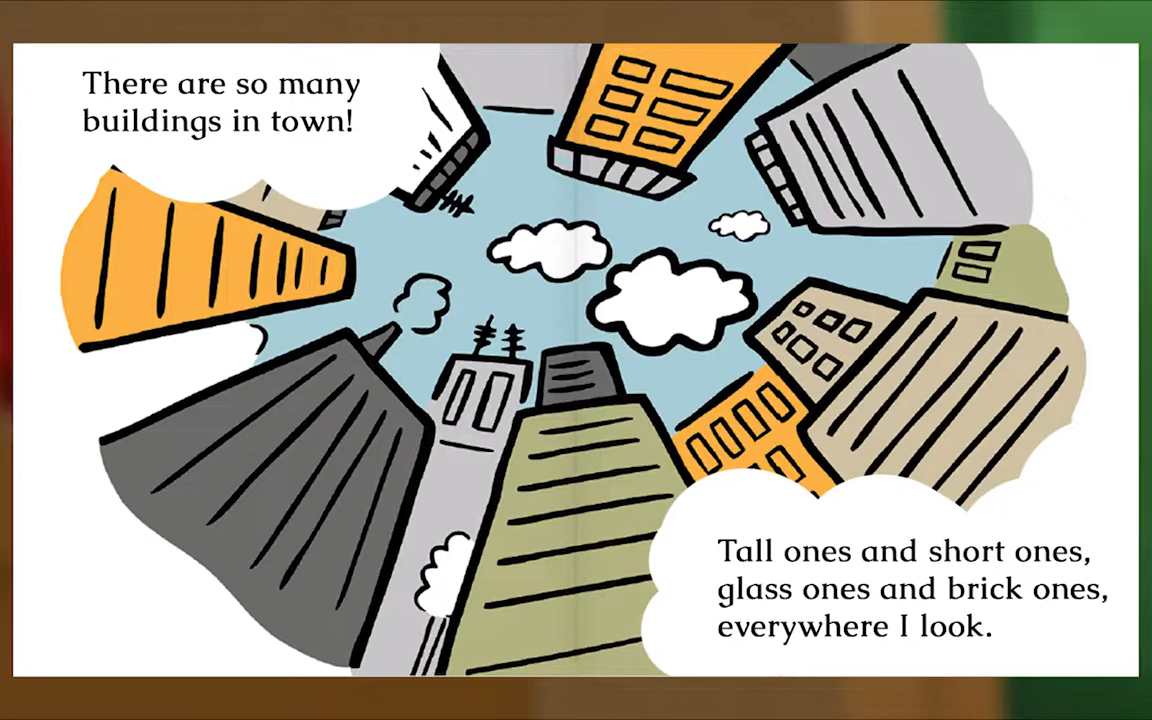 There are so many
buildings in town!
Tall ones and short ones,
glass ones and brick ones,
everywhere I look.